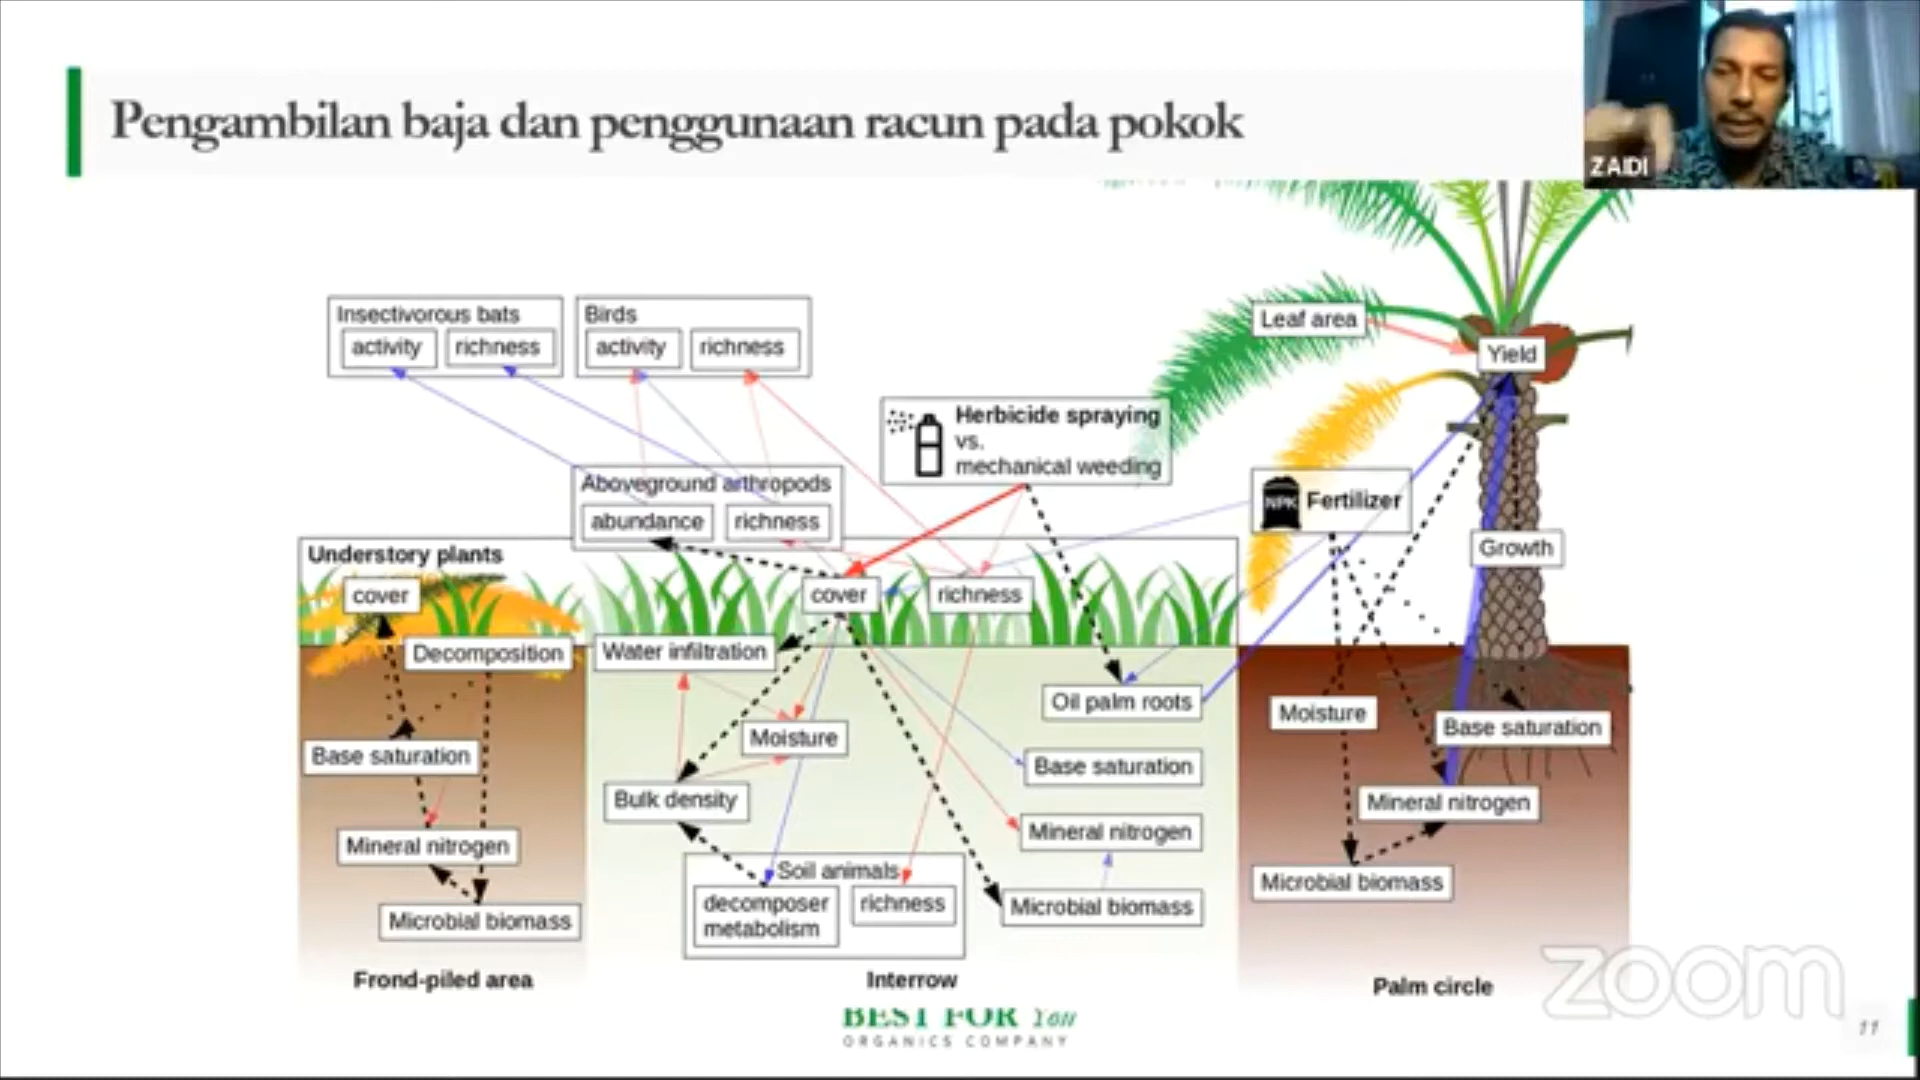 Pengambilan baja dan penggunaan racun pada pokok
ZAIDI
Insectivorous bats
activity
richness
Birds
activity
richness
Leaf area
Yield
Herbicide spraying
vs.
mechanical weeding
Aboveground arthropods
abundance
richness
NPK
Fertilizer
Growth
Understory plants
cover
cover
richness
Decomposition
Water infiltration
Oil palm roots
Moisture
Base saturation
Moisture
Base saturation
Base saturation
Bulk density
Mineral nitrogen
Mineral nitrogen
Mineral nitrogen
Soil animals
decomposer
metabolism
richness
Microbial biomass
Microbial biomass
Microbial biomass
Frond-piled area
Interrow
Palm circle
zoom
BEST FOR You
ORGANICS COMPANY
11